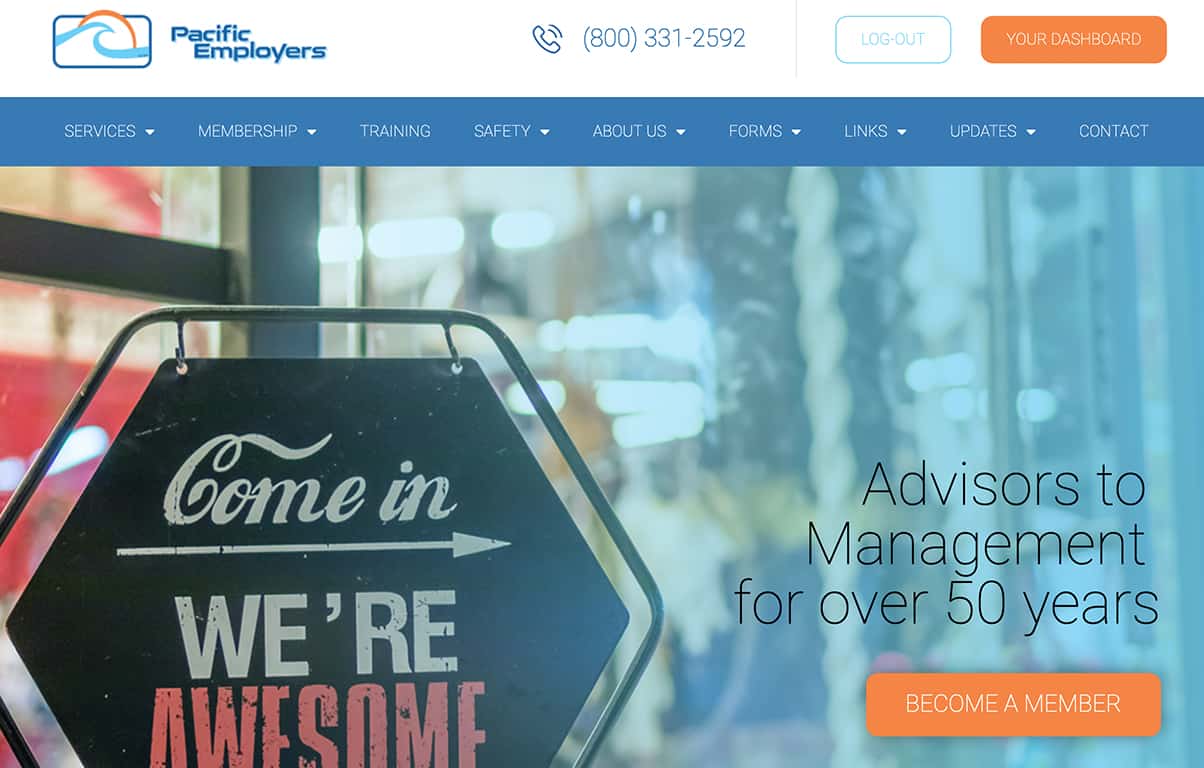 Pacific
Employers
(800) 331-2592
LOG-OUT
YOUR DASHBOARD
SERVICES
MEMBERSHIP
TRAINING
SAFETY
ABOUT US
FORMS
LINKS
UPDATES
CONTACT
Come in
WE'RE
AWESOME
Advisors to
Management
for over 50 years
BECOME A MEMBER